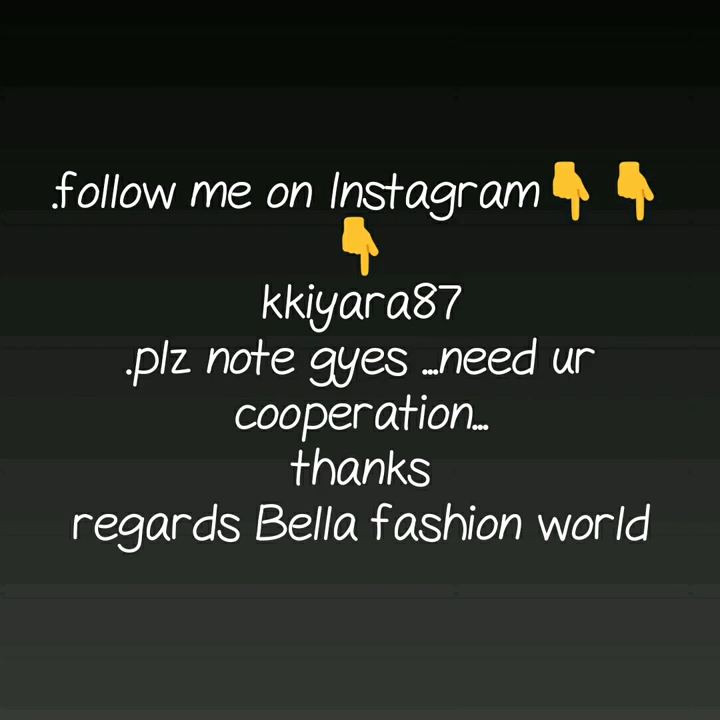 .follow me on Instagram👇 👇
👇
kkiyara87
.plz note gyes ...need ur
cooperation...
thanks
regards Bella fashion world